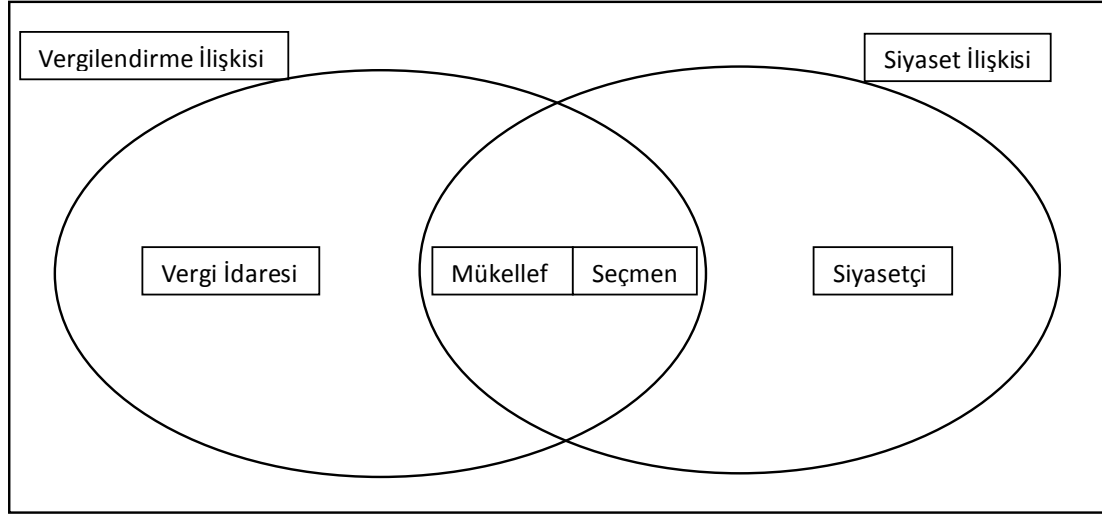 Vergilendirme İlişkisi
Siyaset İlişkisi
Vergi İdaresi
Mükellef
Seçmen
Siyasetçi